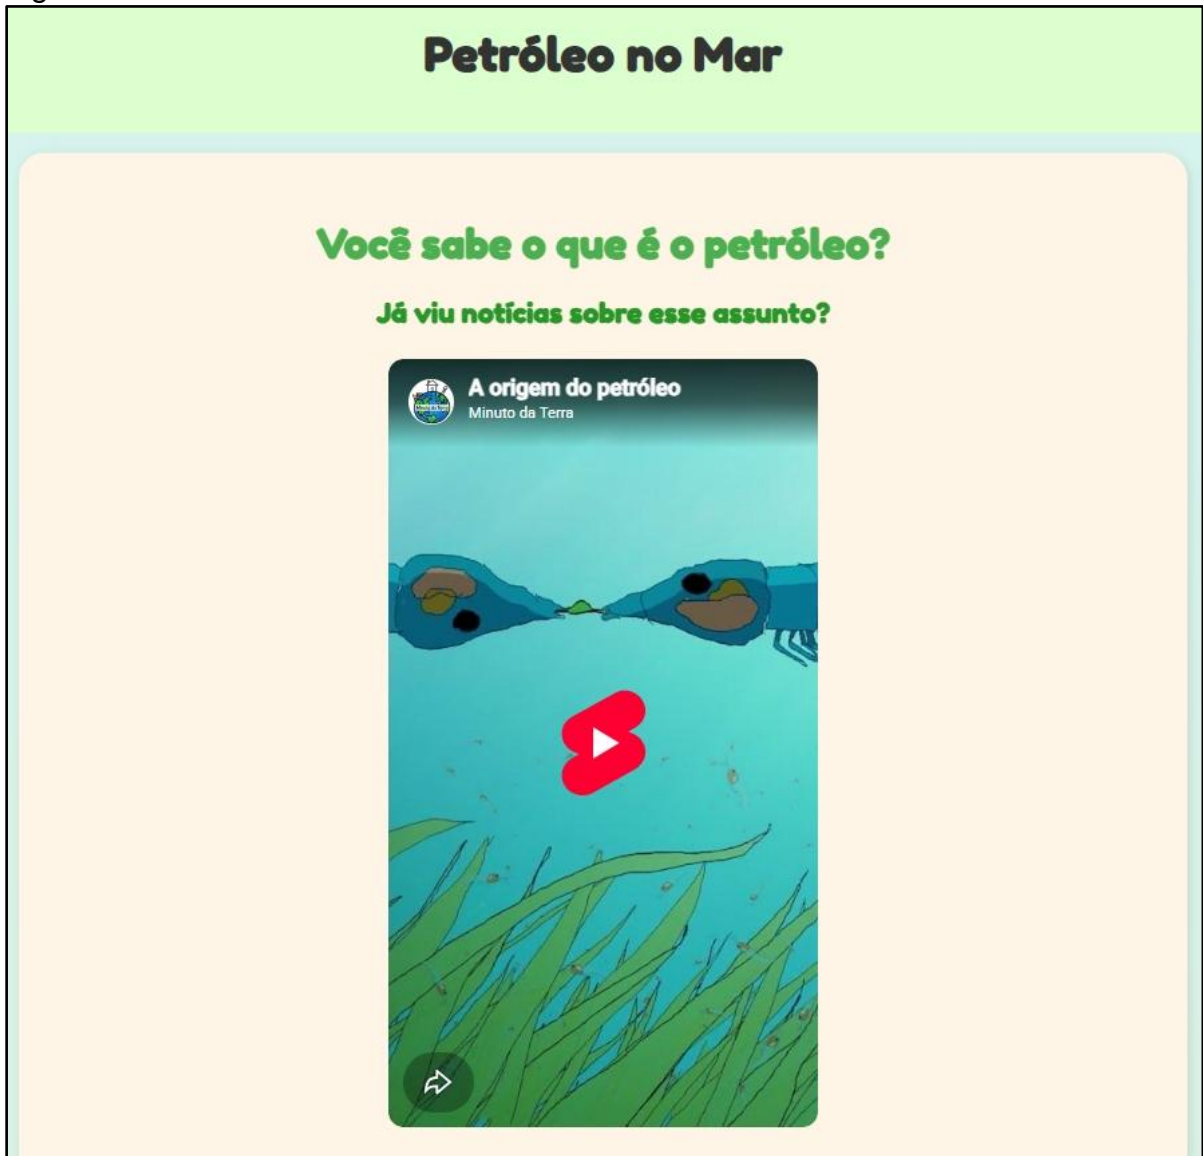 Petróleo no Mar
Você sabe o que é o petróleo?
Já viu notícias sobre esse assunto?
A origem do petróleo
Minuto da Terra